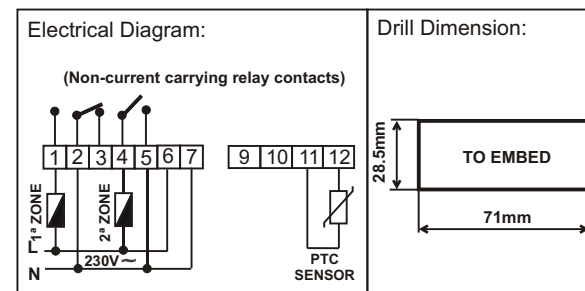 Electrical Diagram:
(Non-current carrying relay contacts)
1 2 3 4 5 6 7
9 10 11 12
1ª ZONE
2ª ZONE
L
230V ~
N
PTC
SENSOR
Drill Dimension:
28.5mm
TO EMBED
71mm